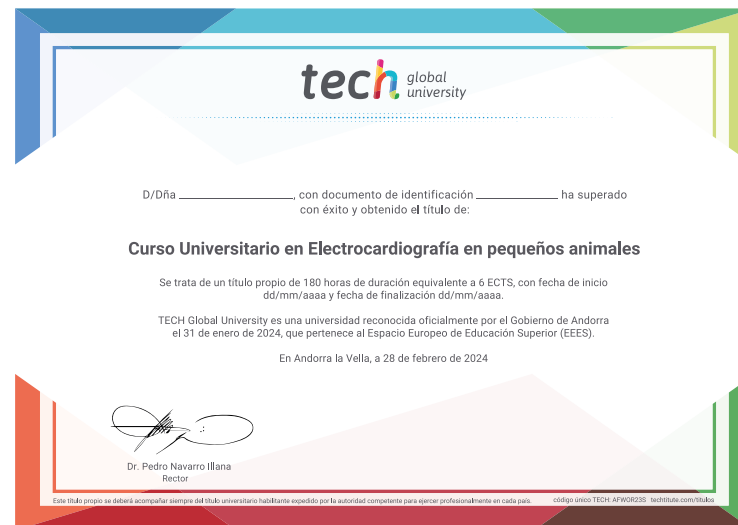 tech global university
D/Dña ________________, con documento de identificación ____________ ha superado
con éxito y obtenido el título de:
Curso Universitario en Electrocardiografía en pequeños animales
Se trata de un título propio de 180 horas de duración equivalente a 6 ECTS, con fecha de inicio
dd/mm/aaaa y fecha de finalización dd/mm/aaaa.
TECH Global University es una universidad reconocida oficialmente por el Gobierno de Andorra
el 31 de enero de 2024, que pertenece al Espacio Europeo de Educación Superior (EEES).
En Andorra la Vella, a 28 de febrero de 2024
Dr. Pedro Navarro Illana
Rector
Este título propio se deberá acompañar siempre del título universitario habilitante expedido por la autoridad competente para ejercer profesionalmente en cada país. código único TECH: AFWOR23S techtitute.com/titulos